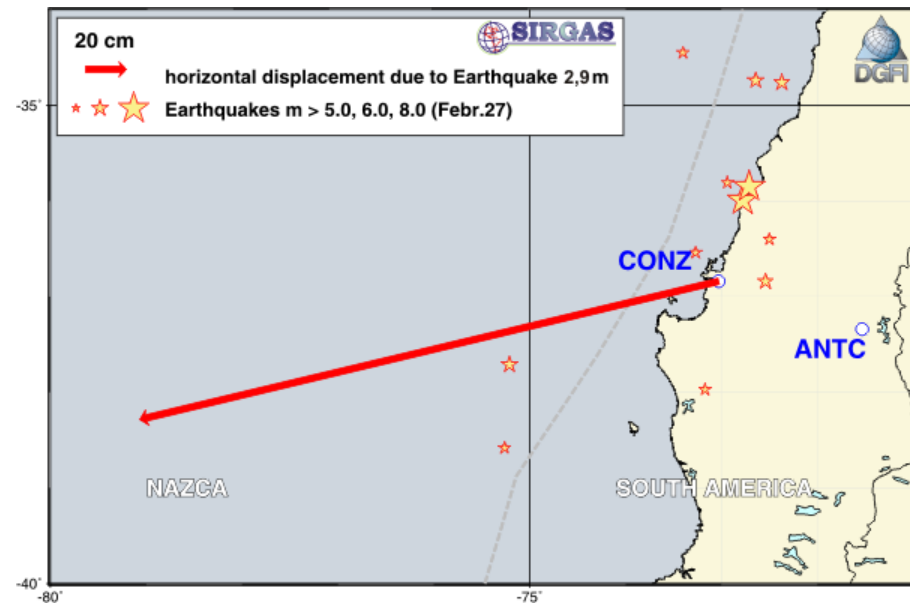 20 cm
SIRGAS
horizontal displacement due to Earthquake 2,9 m
Earthquakes m > 5.0, 6.0, 8.0 (Febr.27)
DGFI
-35°
CONZ
ANTC
NAZCA
SOUTH AMERICA
-40°
-80°
-75°